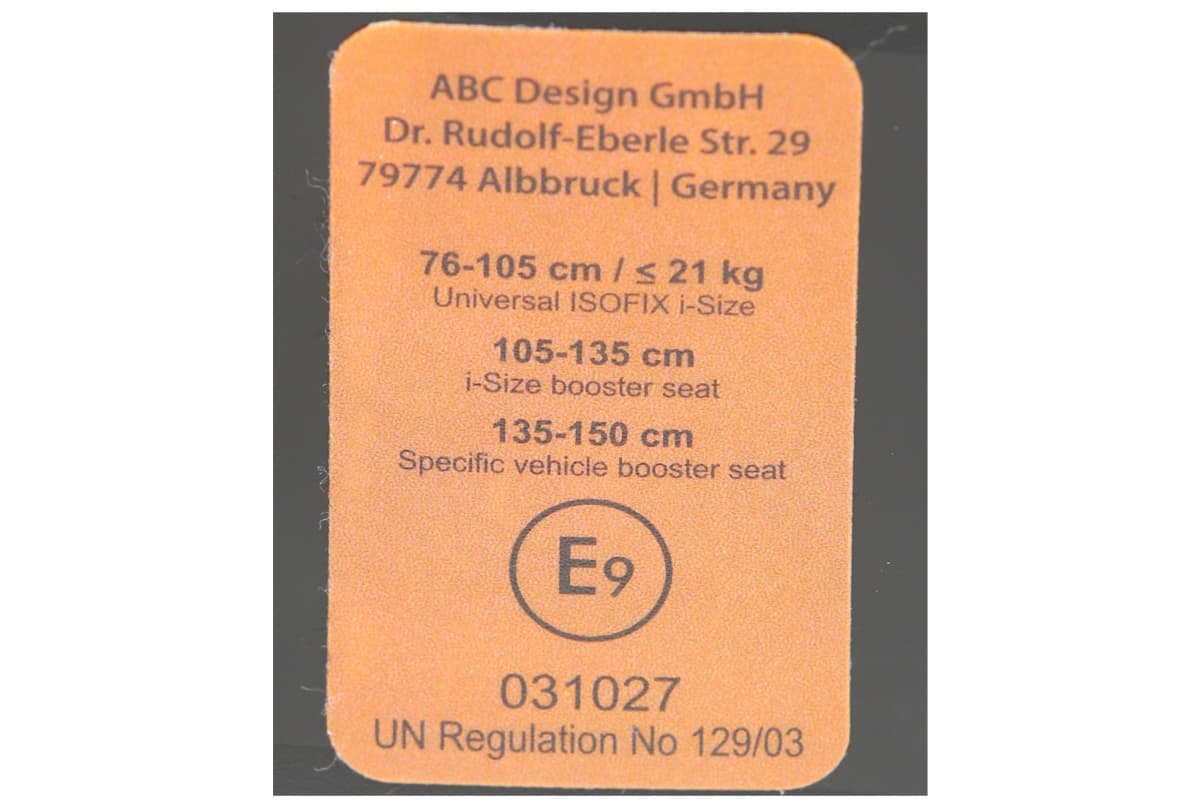 ABC Design GmbH
Dr. Rudolf-Eberle Str. 29
79774 Albbruck | Germany
76-105 cm / ≤ 21 kg
Universal ISOFIX i-Size
105-135 cm
i-Size booster seat
135-150 cm
Specific vehicle booster seat
E9
031027
UN Regulation No 129/03